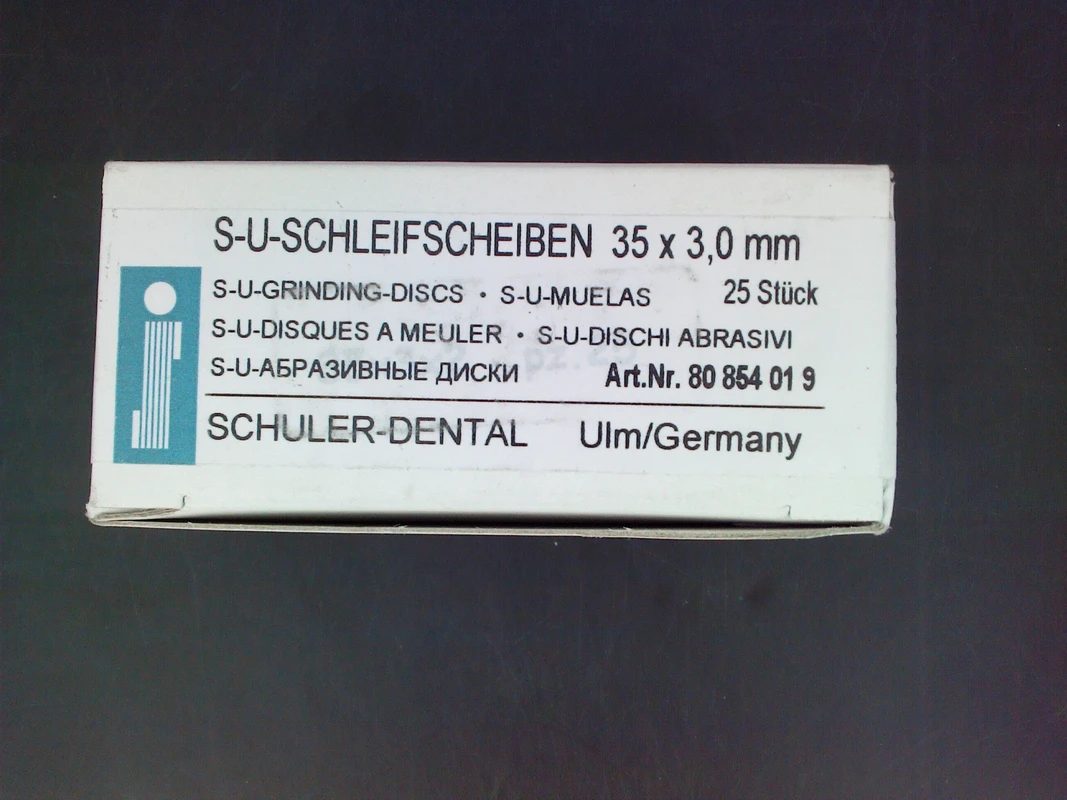 S-U-SCHLEIFSCHEIBEN 35 x 3,0 mm
S-U-GRINDING-DISCS · S-U-MUELAS 25 Stück
S-U-DISQUES A MEULER · S-U-DISCHI ABRASIVI
S-U-АБРАЗИВНЫЕ ДИСКИ Art.Nr. 80 854 01 9
SCHULER-DENTAL Ulm/Germany